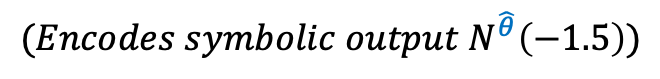 (Encodes symbolic output N^θ̂(−1.5))